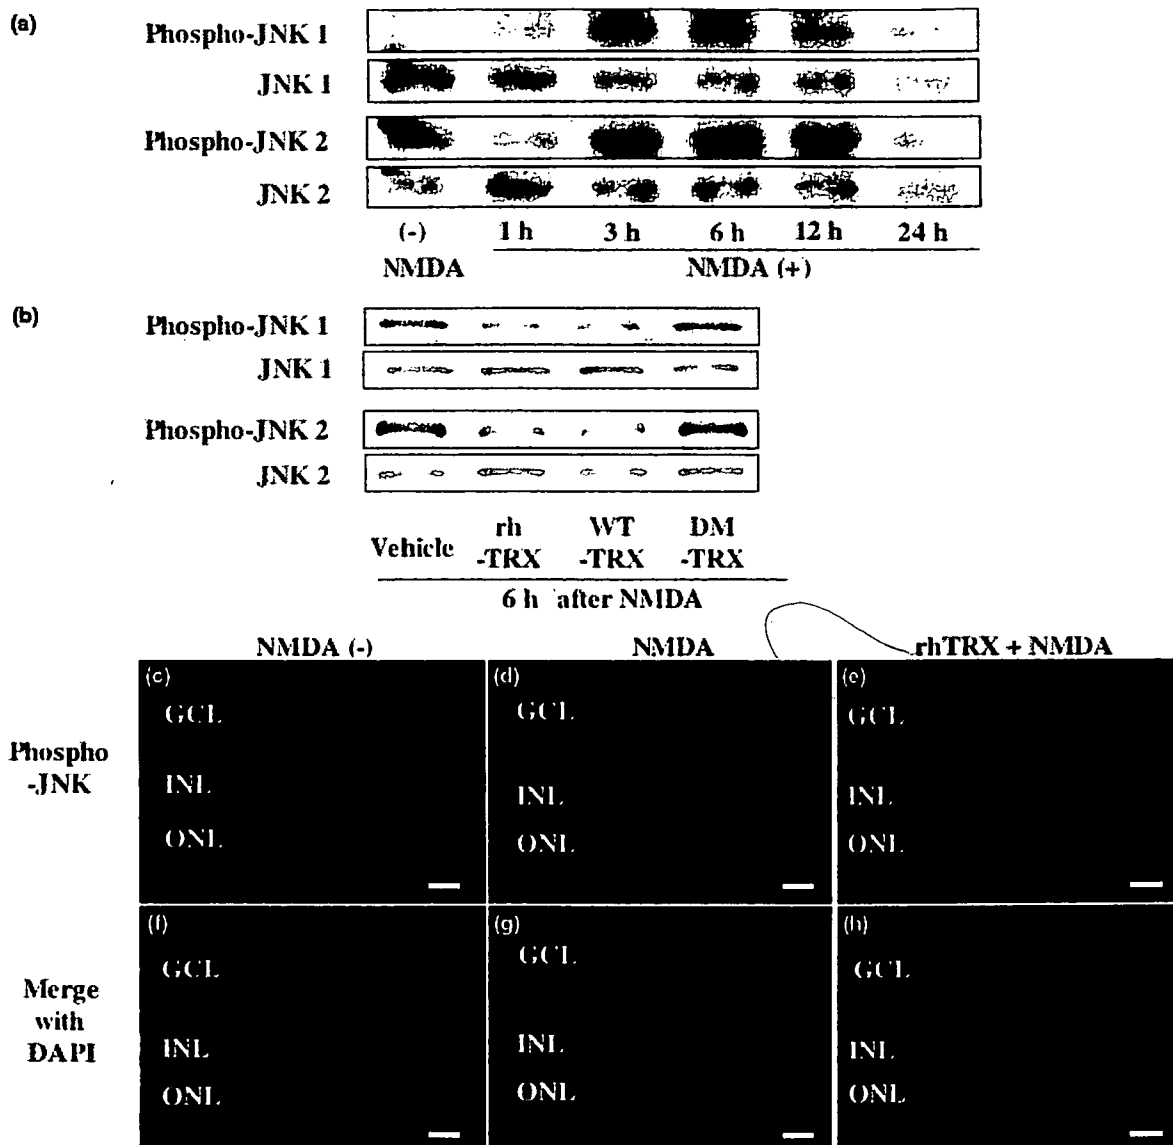 (a)
Phospho-JNK 1
JNK 1
Phospho-JNK 2
JNK 2
(-) 1 h 3 h 6 h 12 h 24 h
NMDA NMDA (+)
(b)
Phospho-JNK 1
JNK 1
Phospho-JNK 2
JNK 2
Vehicle rh -TRX WT -TRX DM -TRX
6 h after NMDA
NMDA (-) NMDA rhTRX + NMDA
Phospho
-JNK
(c) (d) (e)
GCL GCL GCL
INL INL INL
ONL ONL ONL
Merge
with
DAPI
(f) (g) (h)
GCL GCL GCL
INL INL INL
ONL ONL ONL